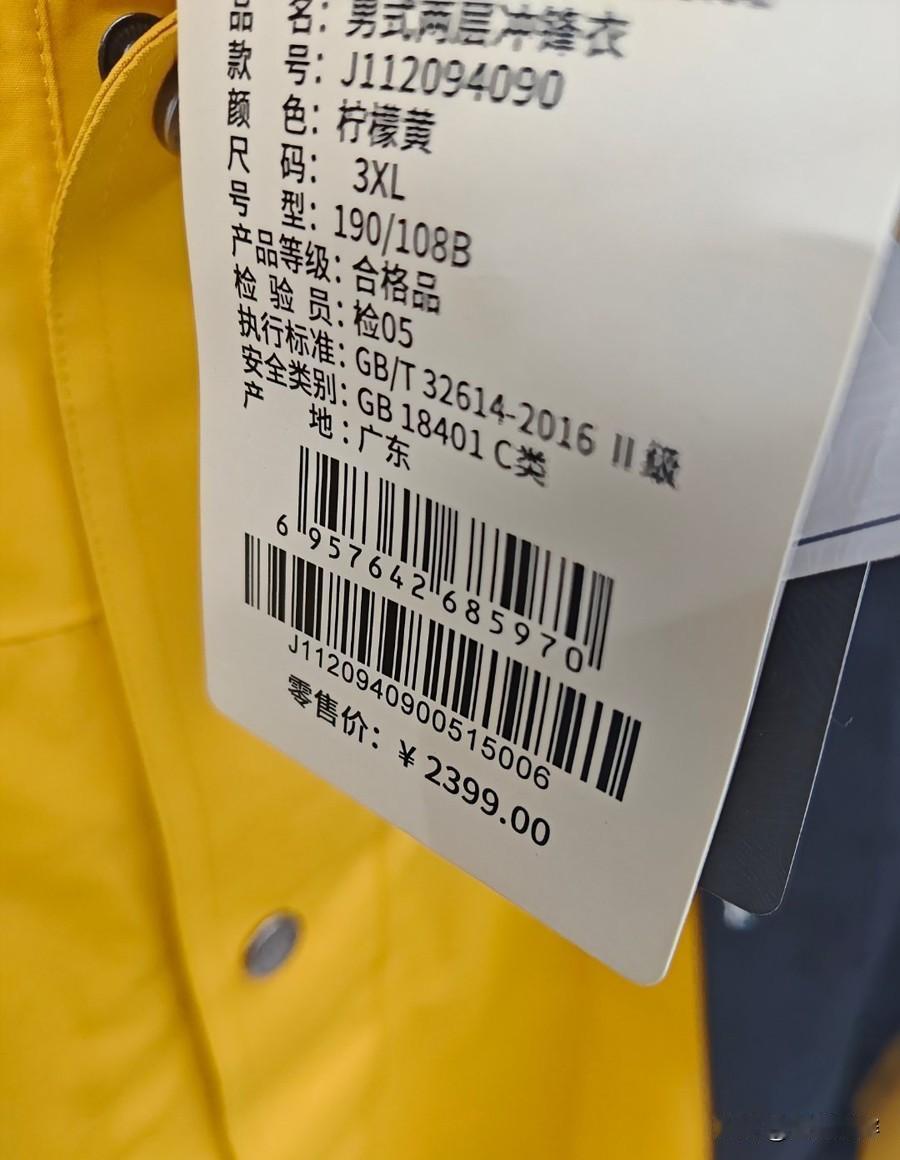 品 名：男式两层冲锋衣
款 号：J112094090
颜 色：柠檬黄
尺 码：3XL
号 型：190/108B
产品等级：合格品
检 验 员：检05
执行标准：GB/T 32614-2016 II級
安全类别：GB 18401 C类
产 地：广东
6 957642 685970
J1120940900515006
零售价：¥ 2399.00